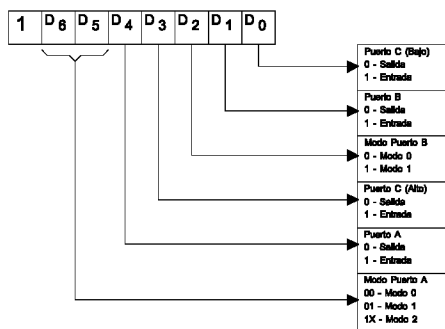 1 D6 D5 D4 D3 D2 D1 D0
Puerto C (Bajo)
0 - Salida
1 - Entrada
Puerto B
0 - Salida
1 - Entrada
Modo Puerto B
0 - Modo 0
1 - Modo 1
Puerto C (Alto)
0 - Salida
1 - Entrada
Puerto A
0 - Salida
1 - Entrada
Modo Puerto A
00 - Modo 0
01 - Modo 1
1X - Modo 2